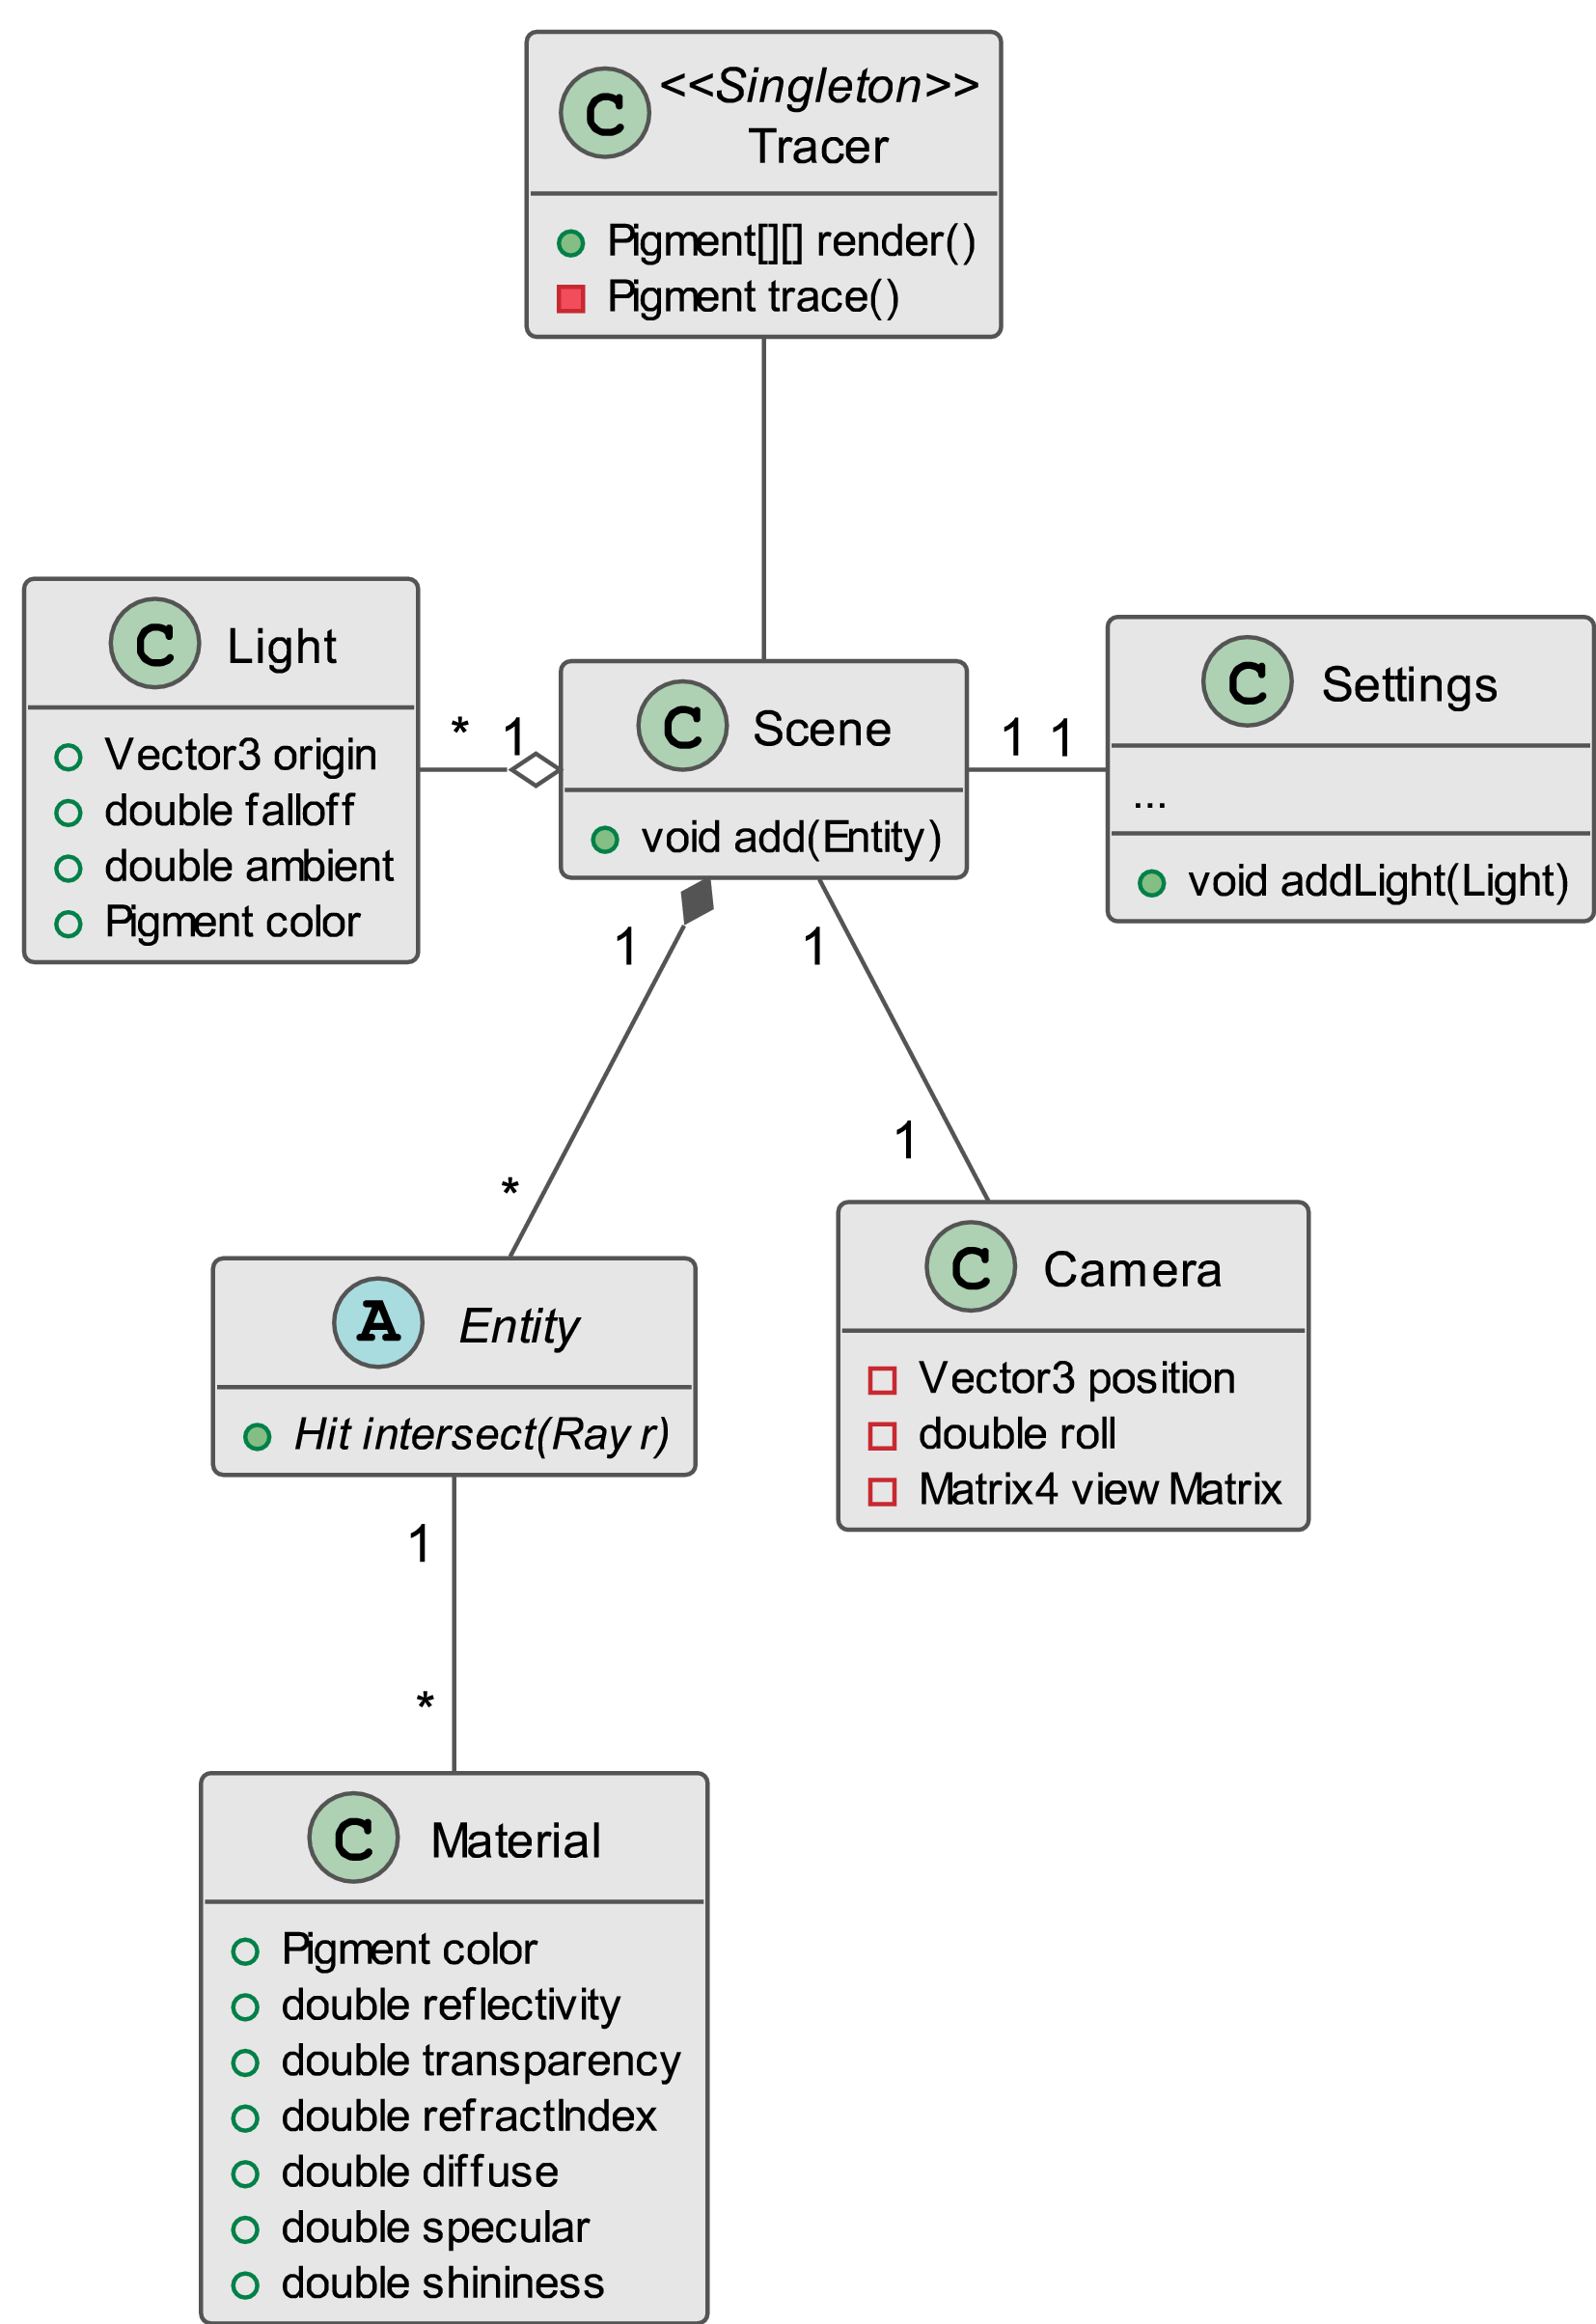 C <<Singleton>>
Tracer
Pigment[][] render()
Pigment trace()
C Light
Vector3 origin
double falloff
double ambient
Pigment color
* 1
C Scene
void add(Entity)
1 1
C Settings
...
void addLight(Light)
1
1
*
1
A Entity
Hit intersect(Ray r)
C Camera
Vector3 position
double roll
Matrix4 view Matrix
1
*
C Material
Pigment color
double reflectivity
double transparency
double refractIndex
double diffuse
double specular
double shininess